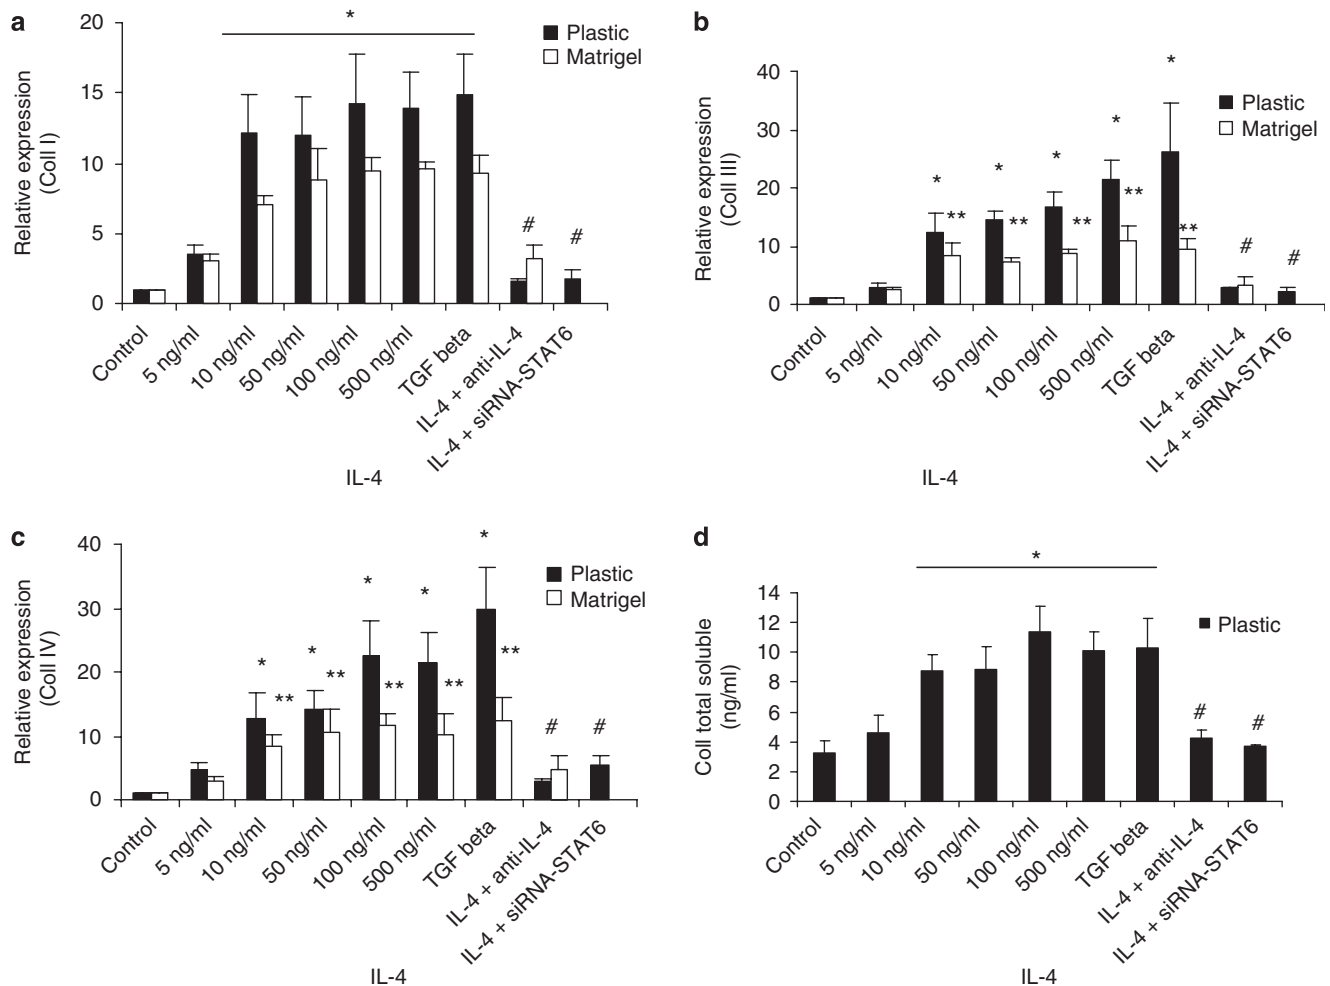 a
*
20
15
10
5
0
Relative expression
(Coll I)
Plastic
Matrigel
#
#
Control
5 ng/ml
10 ng/ml
50 ng/ml
100 ng/ml
500 ng/ml
TGF beta
IL-4 + anti-IL-4
IL-4 + siRNA-STAT6
IL-4
b
40
30
20
10
0
Relative expression
(Coll III)
Plastic
Matrigel
*
**
*
**
*
**
*
**
*
**
#
#
Control
5 ng/ml
10 ng/ml
50 ng/ml
100 ng/ml
500 ng/ml
TGF beta
IL-4 + anti-IL-4
IL-4 + siRNA-STAT6
IL-4
c
40
30
20
10
0
Relative expression
(Coll IV)
Plastic
Matrigel
*
**
*
**
*
**
*
**
*
**
#
#
Control
5 ng/ml
10 ng/ml
50 ng/ml
100 ng/ml
500 ng/ml
TGF beta
IL-4 + anti-IL-4
IL-4 + siRNA-STAT6
IL-4
d
*
14
12
10
8
6
4
2
0
Coll total soluble
(ng/ml)
Plastic
#
#
Control
5 ng/ml
10 ng/ml
50 ng/ml
100 ng/ml
500 ng/ml
TGF beta
IL-4 + anti-IL-4
IL-4 + siRNA-STAT6
IL-4